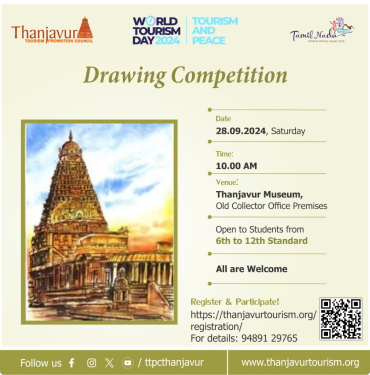 Thanjavur
TOURISM PROMOTION COUNCIL
WORLD
TOURISM
DAY 2024
TOURISM
AND
PEACE
Tamil Nadu
Drawing Competition
Date
28.09.2024, Saturday
Time:
10.00 AM
Venue:
Thanjavur Museum,
Old Collector Office Premises
Open to Students from
6th to 12th Standard
All are Welcome
Register & Participate!
https://thanjavurtourism.org/
registration/
For details: 94891 29765
Follow us / ttpcthanjavur
www.thanjavurtourism.org